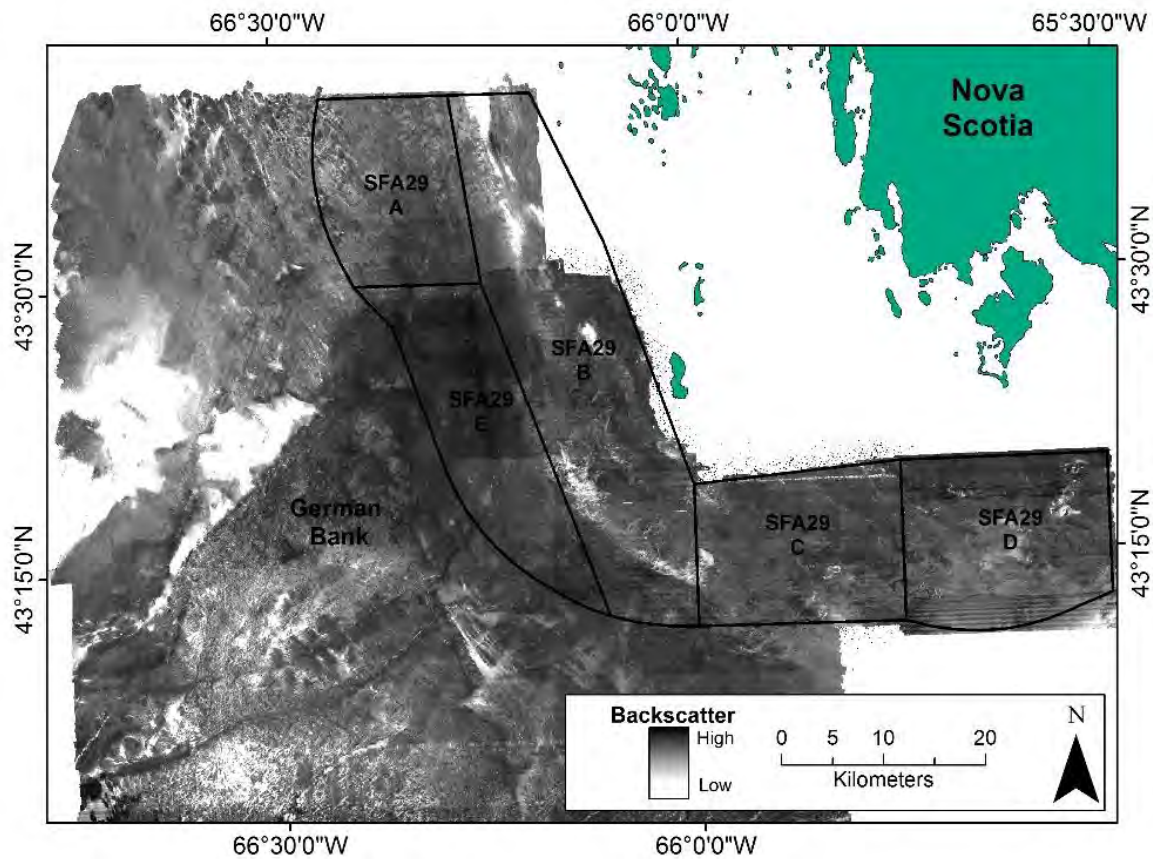 66°30'0"W
66°0'0"W
65°30'0"W
Nova
Scotia
SFA29
A
43°30'0"N
43°30'0"N
SFA29
B
SFA29
E
German
Bank
SFA29
C
SFA29
D
43°15'0"N
43°15'0"N
Backscatter
High
Low
0 5 10 20
Kilometers
N
66°30'0"W
66°0'0"W